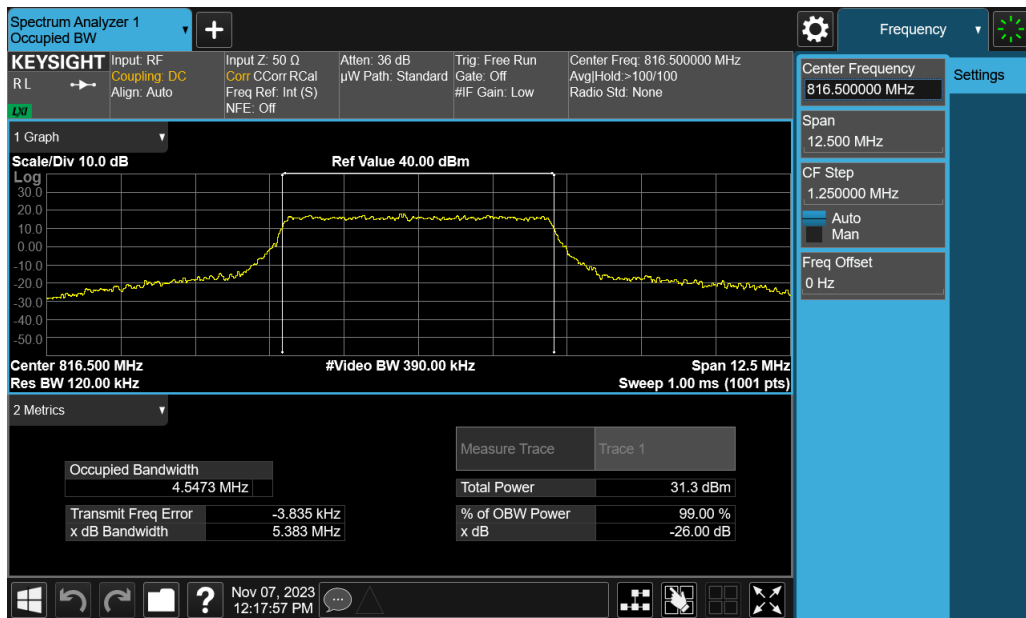 Spectrum Analyzer 1
Occupied BW
+
Frequency
KEYSIGHT
R L
LXI
Input: RF
Coupling: DC
Align: Auto
Input Z: 50 Ω
Corr CCorr RCal
Freq Ref: Int (S)
NFE: Off
Atten: 36 dB
µW Path: Standard
Trig: Free Run
Gate: Off
#IF Gain: Low
Center Freq: 816.500000 MHz
Avg|Hold:>100/100
Radio Std: None
Center Frequency
816.500000 MHz
Settings
Span
12.500 MHz
CF Step
1.250000 MHz
Auto
Man
Freq Offset
0 Hz
1 Graph
Scale/Div 10.0 dB
Ref Value 40.00 dBm
Log
30.0
20.0
10.0
0.00
-10.0
-20.0
-30.0
-40.0
-50.0
Center 816.500 MHz
#Video BW 390.00 kHz
Span 12.5 MHz
Res BW 120.00 kHz
Sweep 1.00 ms (1001 pts)
2 Metrics
Measure Trace
Trace 1
Occupied Bandwidth
4.5473 MHz
Total Power
31.3 dBm
Transmit Freq Error
-3.835 kHz
% of OBW Power
99.00 %
x dB Bandwidth
5.383 MHz
x dB
-26.00 dB
?
Nov 07, 2023
12:17:57 PM